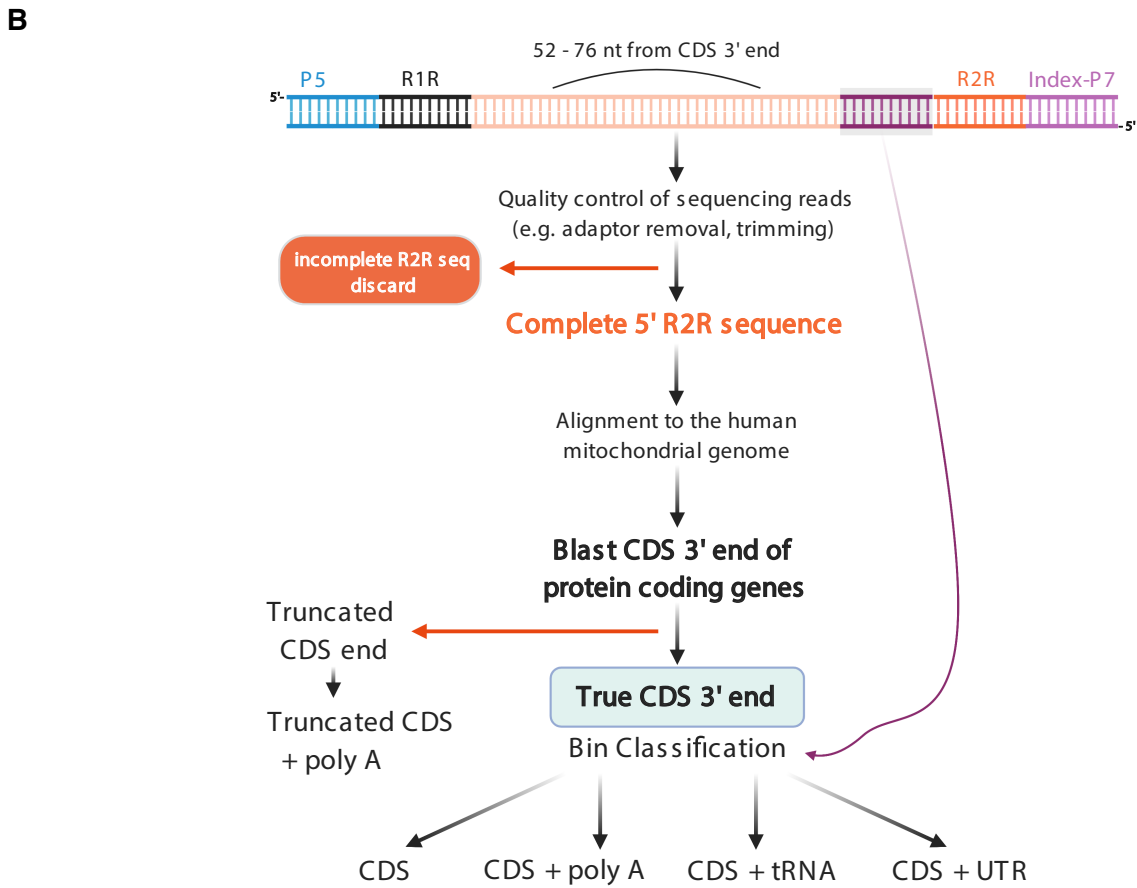 B
52 - 76 nt from CDS 3' end
P5 R1R R2R Index-P7
5'- -5'
Quality control of sequencing reads
(e.g. adaptor removal, trimming)
incomplete R2R seq
discard
Complete 5' R2R sequence
Alignment to the human
mitochondrial genome
Blast CDS 3' end of
protein coding genes
Truncated
CDS end
True CDS 3' end
Truncated CDS
+ poly A
Bin Classification
CDS CDS + poly A CDS + tRNA CDS + UTR